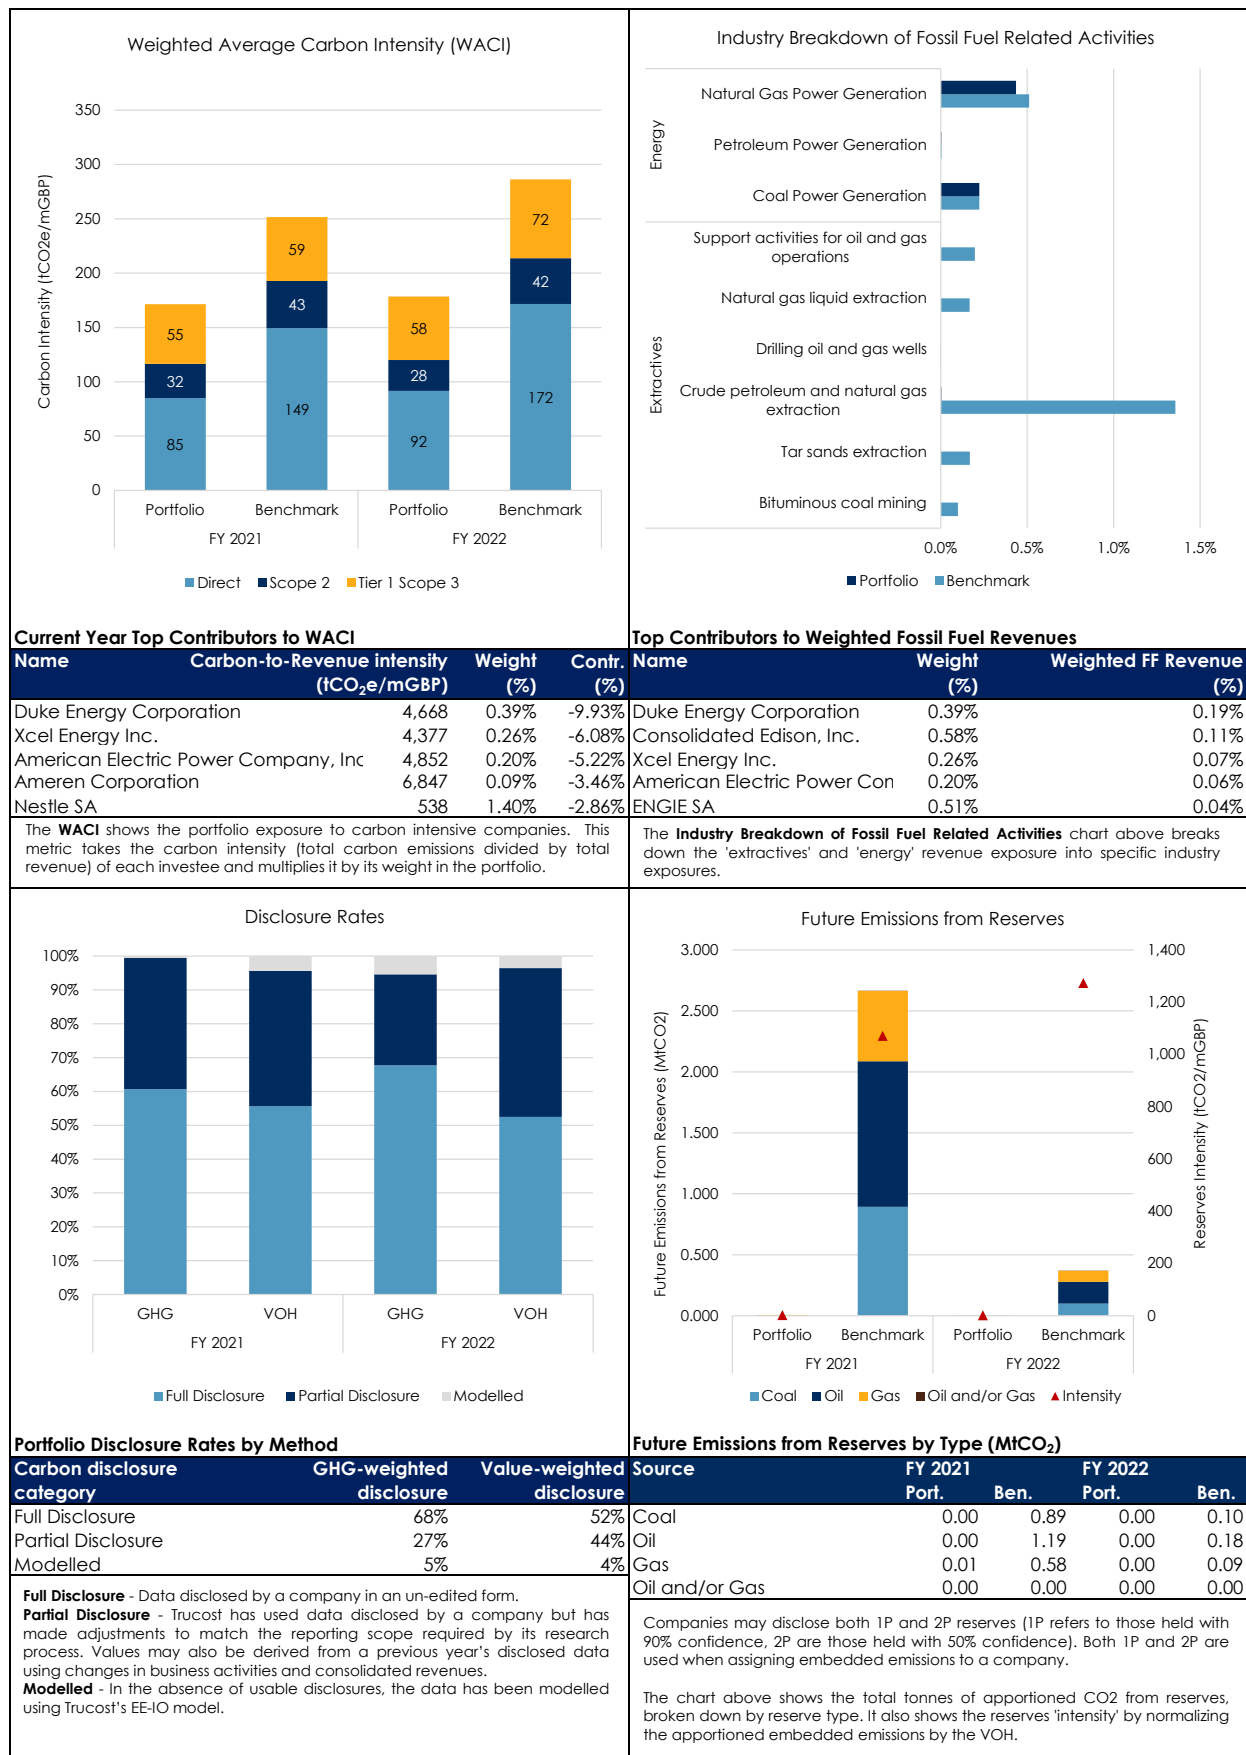 Weighted Average Carbon Intensity (WACI)
Carbon Intensity (tCO2e/mGBP)
350
300
250
200
150
100
50
0
55
32
85
59
43
149
58
28
92
72
42
172
Portfolio
Benchmark
Portfolio
Benchmark
FY 2021
FY 2022
Direct
Scope 2
Tier 1 Scope 3
Industry Breakdown of Fossil Fuel Related Activities
Energy
Natural Gas Power Generation
Petroleum Power Generation
Coal Power Generation
Extractives
Support activities for oil and gas
operations
Natural gas liquid extraction
Drilling oil and gas wells
Crude petroleum and natural gas
extraction
Tar sands extraction
Bituminous coal mining
0.0%
0.5%
1.0%
1.5%
Portfolio
Benchmark
Current Year Top Contributors to WACI
Name Carbon-to-Revenue intensity Weight Contr.
(tCO2e/mGBP) (%) (%)
Duke Energy Corporation 4,668 0.39% -9.93%
Xcel Energy Inc. 4,377 0.26% -6.08%
American Electric Power Company, Inc 4,852 0.20% -5.22%
Ameren Corporation 6,847 0.09% -3.46%
Nestle SA 538 1.40% -2.86%
The WACI shows the portfolio exposure to carbon intensive companies. This
metric takes the carbon intensity (total carbon emissions divided by total
revenue) of each investee and multiplies it by its weight in the portfolio.
Top Contributors to Weighted Fossil Fuel Revenues
Name Weight Weighted FF Revenue
(%) (%)
Duke Energy Corporation 0.39% 0.19%
Consolidated Edison, Inc. 0.58% 0.11%
Xcel Energy Inc. 0.26% 0.07%
American Electric Power Con 0.20% 0.06%
ENGIE SA 0.51% 0.04%
The Industry Breakdown of Fossil Fuel Related Activities chart above breaks
down the 'extractives' and 'energy' revenue exposure into specific industry
exposures.
Disclosure Rates
100%
90%
80%
70%
60%
50%
40%
30%
20%
10%
0%
GHG
VOH
GHG
VOH
FY 2021
FY 2022
Full Disclosure
Partial Disclosure
Modelled
Future Emissions from Reserves
Future Emissions from Reserves (MtCO2)
3.000
2.500
2.000
1.500
1.000
0.500
0.000
1,400
1,200
1,000
800
600
400
200
0
Reserves Intensity (tCO2/mGBP)
Portfolio
Benchmark
Portfolio
Benchmark
FY 2021
FY 2022
Coal
Oil
Gas
Oil and/or Gas
Intensity
Portfolio Disclosure Rates by Method
Carbon disclosure GHG-weighted Value-weighted
category disclosure disclosure
Full Disclosure 68% 52%
Partial Disclosure 27% 44%
Modelled 5% 4%
Full Disclosure - Data disclosed by a company in an un-edited form.
Partial Disclosure - Trucost has used data disclosed by a company but has
made adjustments to match the reporting scope required by its research
process. Values may also be derived from a previous year's disclosed data
using changes in business activities and consolidated revenues.
Modelled - In the absence of usable disclosures, the data has been modelled
using Trucost's EE-IO model.
Future Emissions from Reserves by Type (MtCO2)
Source FY 2021 FY 2022
Port. Ben. Port. Ben.
Coal 0.00 0.89 0.00 0.10
Oil 0.00 1.19 0.00 0.18
Gas 0.01 0.58 0.00 0.09
Oil and/or Gas 0.00 0.00 0.00 0.00
Companies may disclose both 1P and 2P reserves (1P refers to those held with
90% confidence, 2P are those held with 50% confidence). Both 1P and 2P are
used when assigning embedded emissions to a company.
The chart above shows the total tonnes of apportioned CO2 from reserves,
broken down by reserve type. It also shows the reserves 'intensity' by normalizing
the apportioned embedded emissions by the VOH.